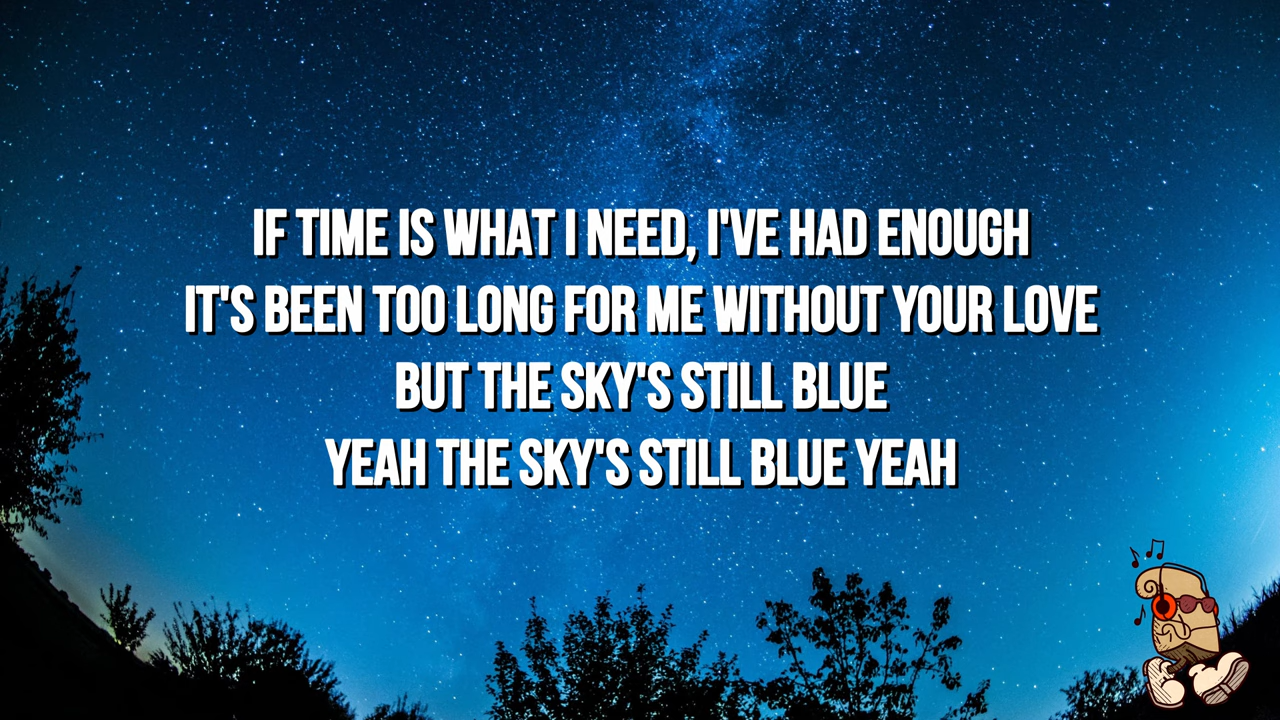 IF TIME IS WHAT I NEED, I'VE HAD ENOUGH
IT'S BEEN TOO LONG FOR ME WITHOUT YOUR LOVE
BUT THE SKY'S STILL BLUE
YEAH THE SKY'S STILL BLUE YEAH